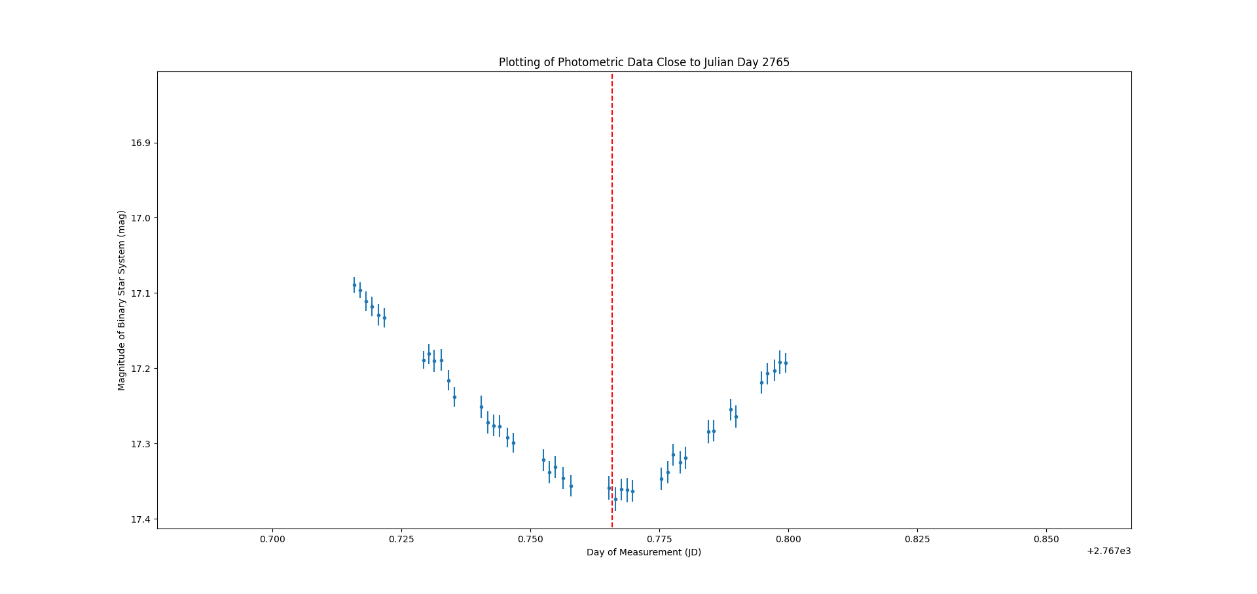 Plotting of Photometric Data Close to Julian Day 2765
Magnitude of Binary Star System (mag)
16.9
17.0
17.1
17.2
17.3
17.4
0.700 0.725 0.750 0.775 0.800 0.825 0.850
Day of Measurement (JD)
+2.767e3